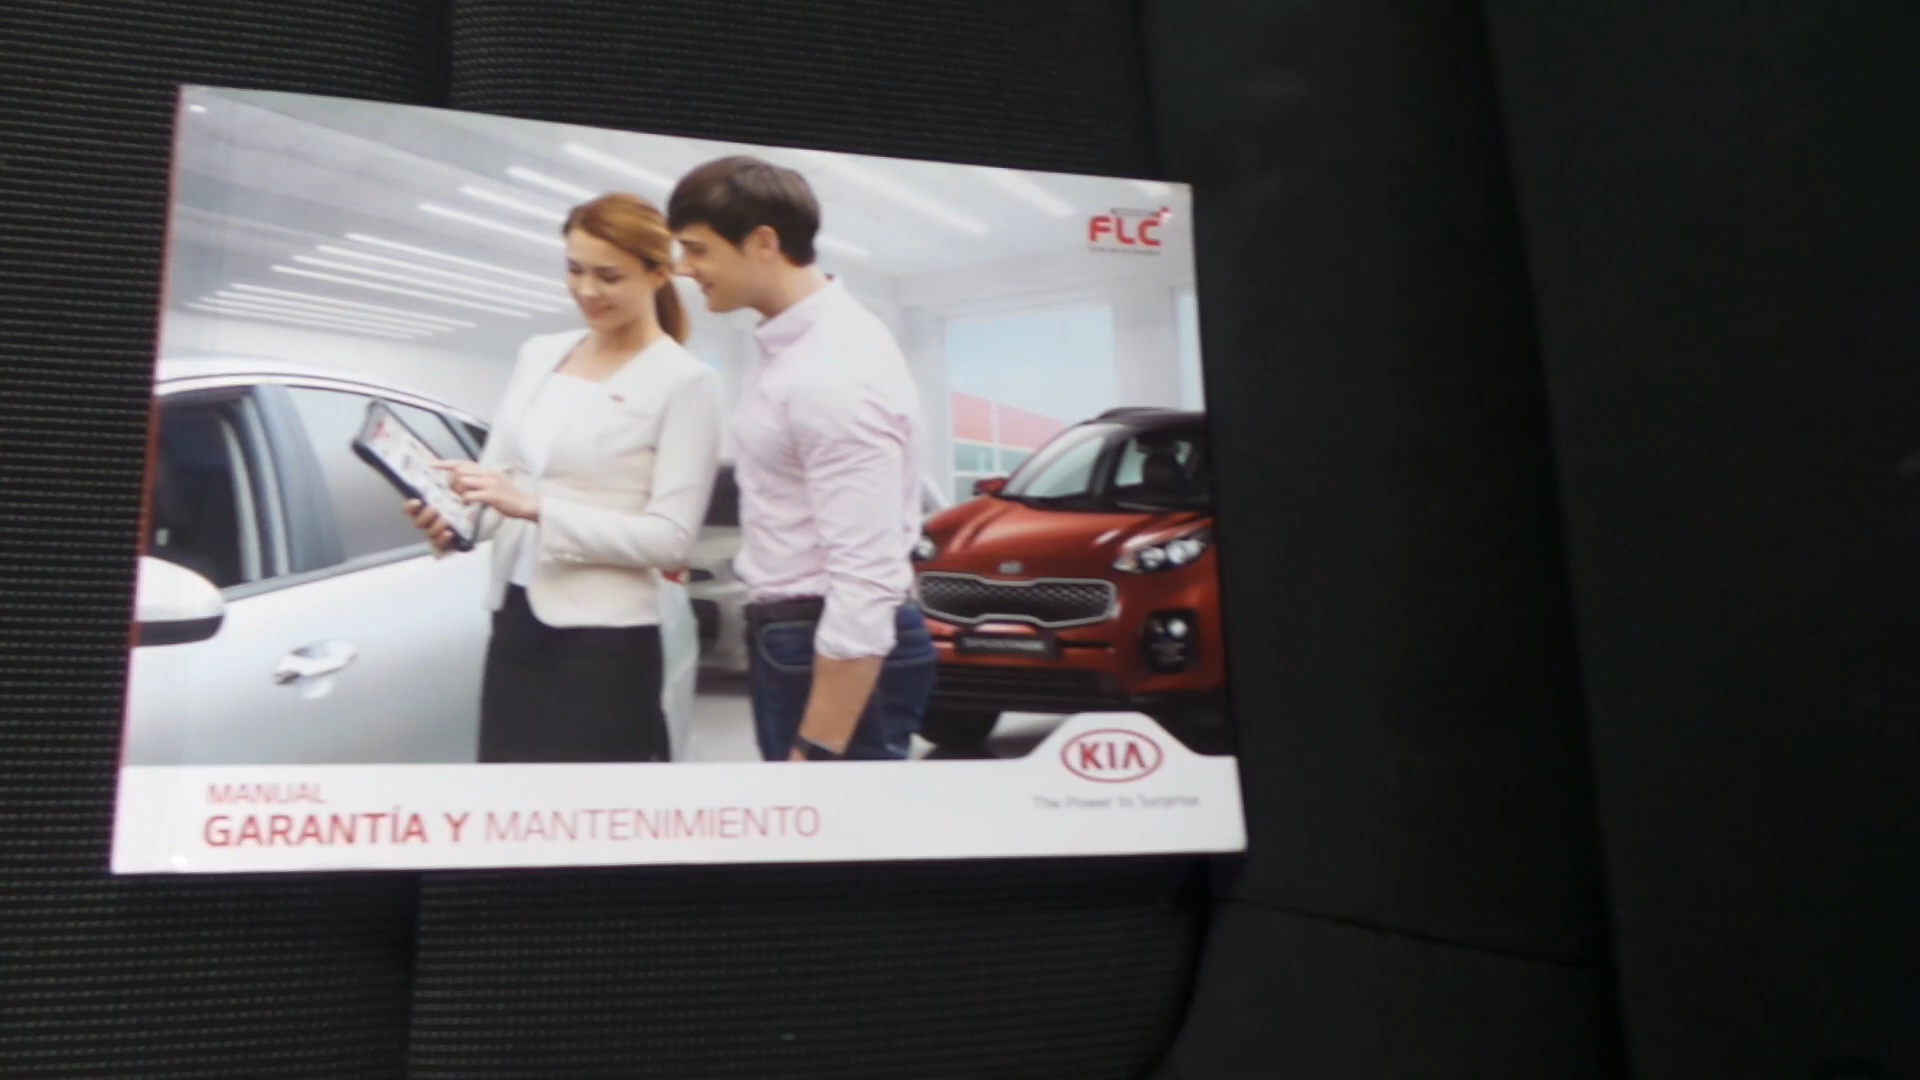 FLC
MANUAL
GARANTÍA Y MANTENIMIENTO
KIA
The Power to Surprise